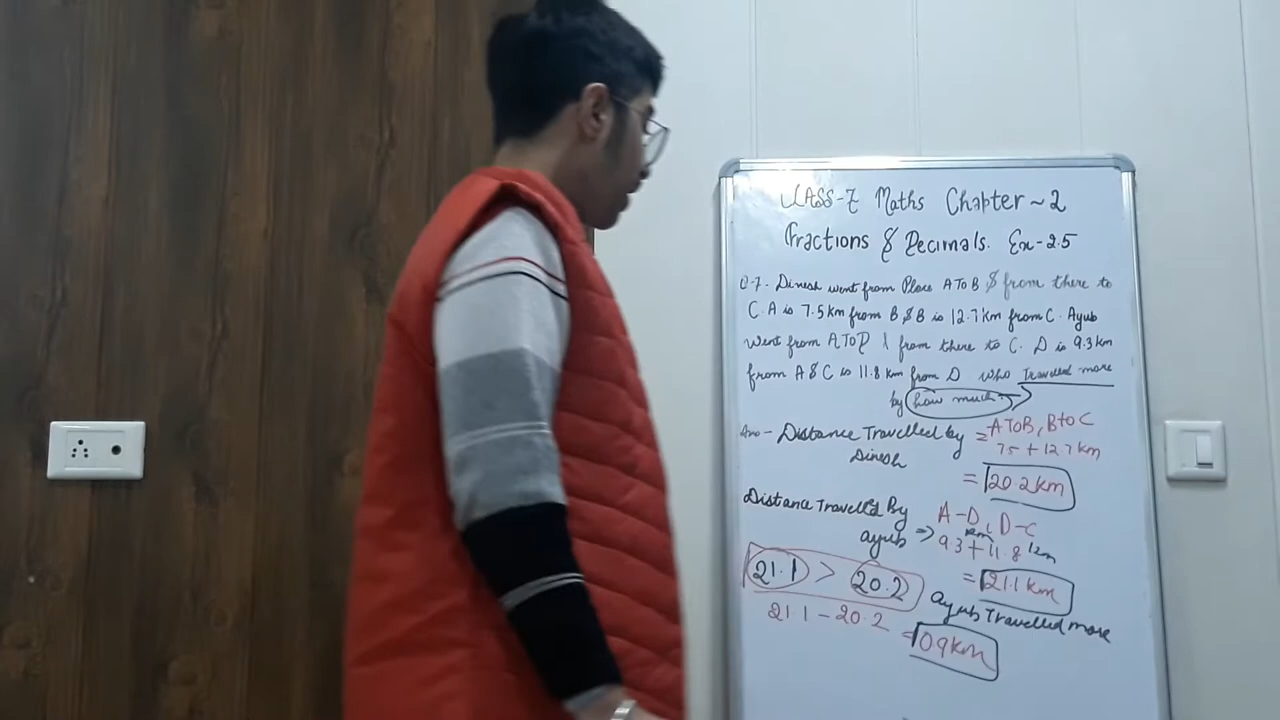 CLASS-7 Maths Chapter ~ 2
Fractions & Decimals. Ex-2.5
Q.7. Dinesh went from Place A To B & from there to
C. A is 7.5 km from B & B is 12.7 km from C. Ayub
went from A To D & from there to C. D is 9.3 km
from A & C is 11.8 km from D who Travelled more
by how much.
Ans - Distance Travelled by = A To B, B to C
Dinesh 7.5 + 12.7 km
= 20.2 km
Distance Travelled By A-D, D-C
ayub => 9.3 km + 11.8 km
= 21.1 km
21.1 > 20.2
ayub Travelled more
21.1 - 20.2 = 0.9 km